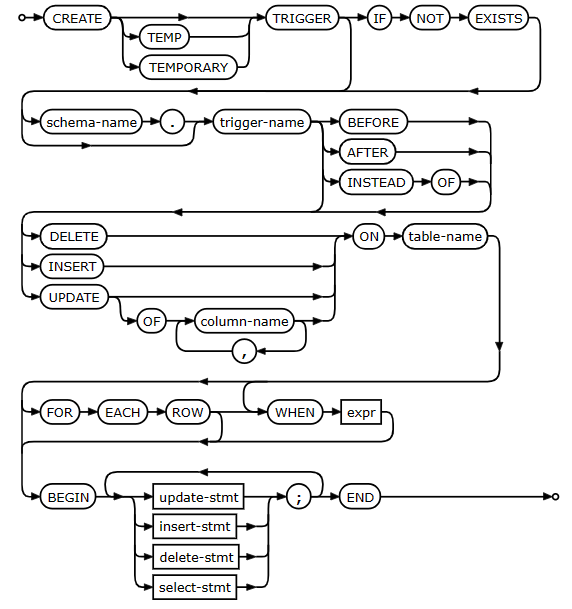 CREATE TRIGGER IF NOT EXISTS
TEMP
TEMPORARY
schema-name . trigger-name BEFORE
AFTER
INSTEAD OF
DELETE ON table-name
INSERT
UPDATE
OF column-name
,
FOR EACH ROW WHEN expr
BEGIN update-stmt ; END
insert-stmt
delete-stmt
select-stmt